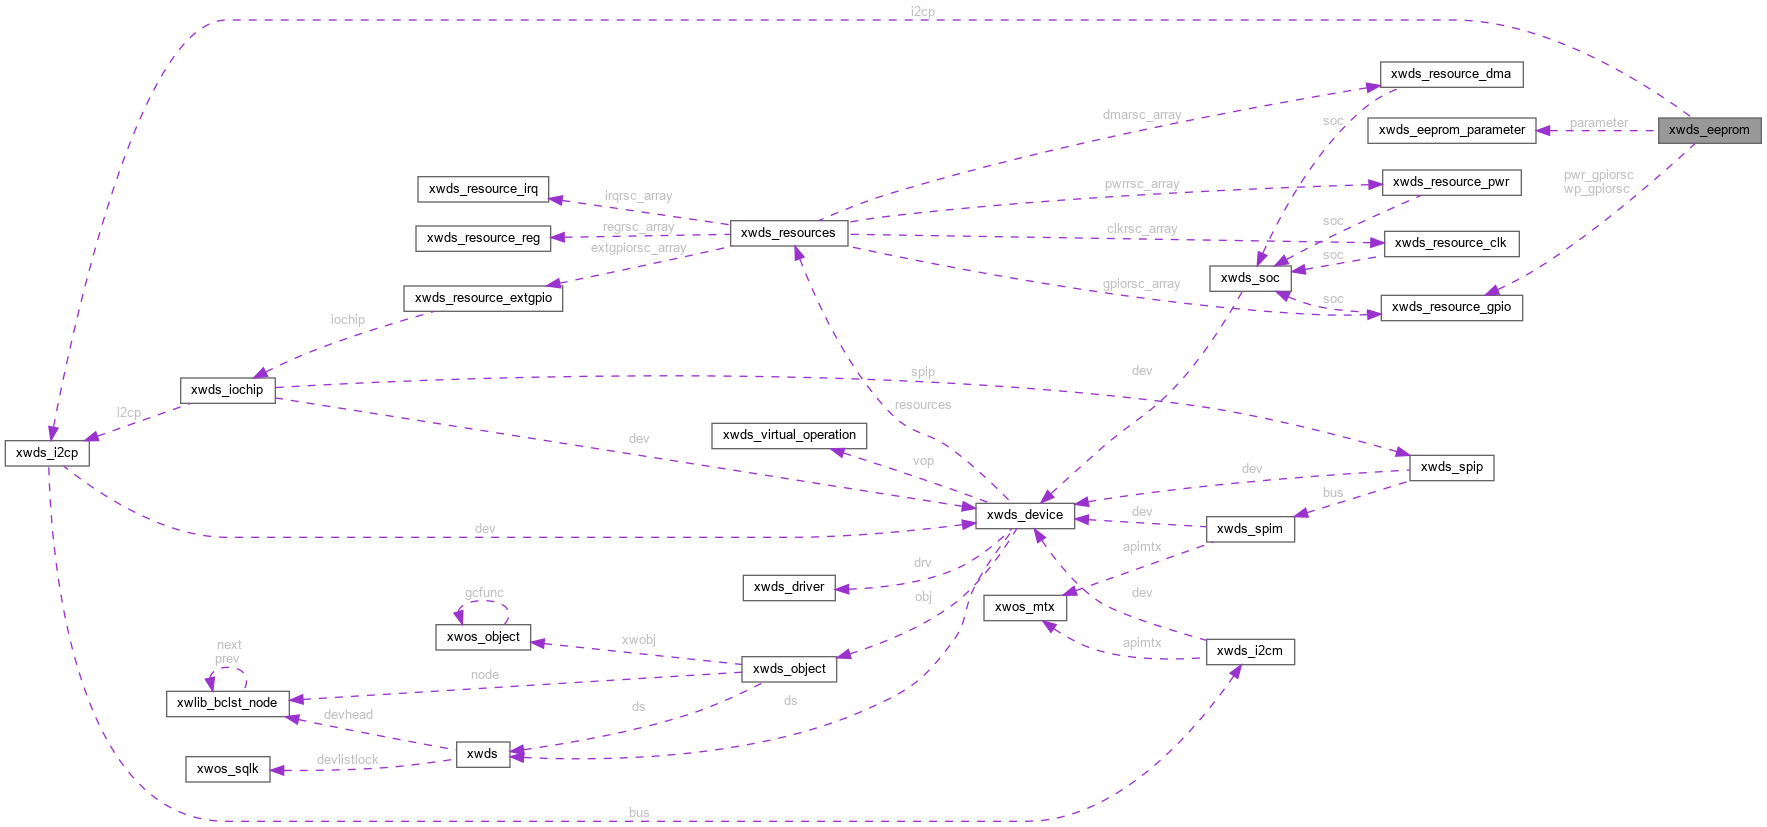 i2cp
xwds_resource_dma
dmarsc_array
soc
xwds_eeprom_parameter
parameter
xwds_eeprom
pwr_gpiorsc
wp_gpiorsc
xwds_resource_irq
irqrsc_array
pwrrsc_array
xwds_resource_pwr
xwds_resource_reg
regrsc_array
xwds_resources
clkrsc_array
soc
xwds_resource_clk
extgpiorsc_array
soc
xwds_soc
xwds_resource_extgpio
gpiorsc_array
soc
xwds_resource_gpio
iochip
xwds_iochip
spip
dev
i2cp
resources
xwds_i2cp
dev
xwds_virtual_operation
vop
dev
xwds_spip
bus
dev
xwds_device
dev
xwds_spim
apimtx
drv
xwds_driver
gcfunc
obj
dev
xwos_mtx
xwos_object
xwobj
apimtx
next
prev
xwds_object
xwds_i2cm
node
xwlib_bclst_node
devhead
ds
ds
xwds
devlistlock
xwos_sqlk
bus